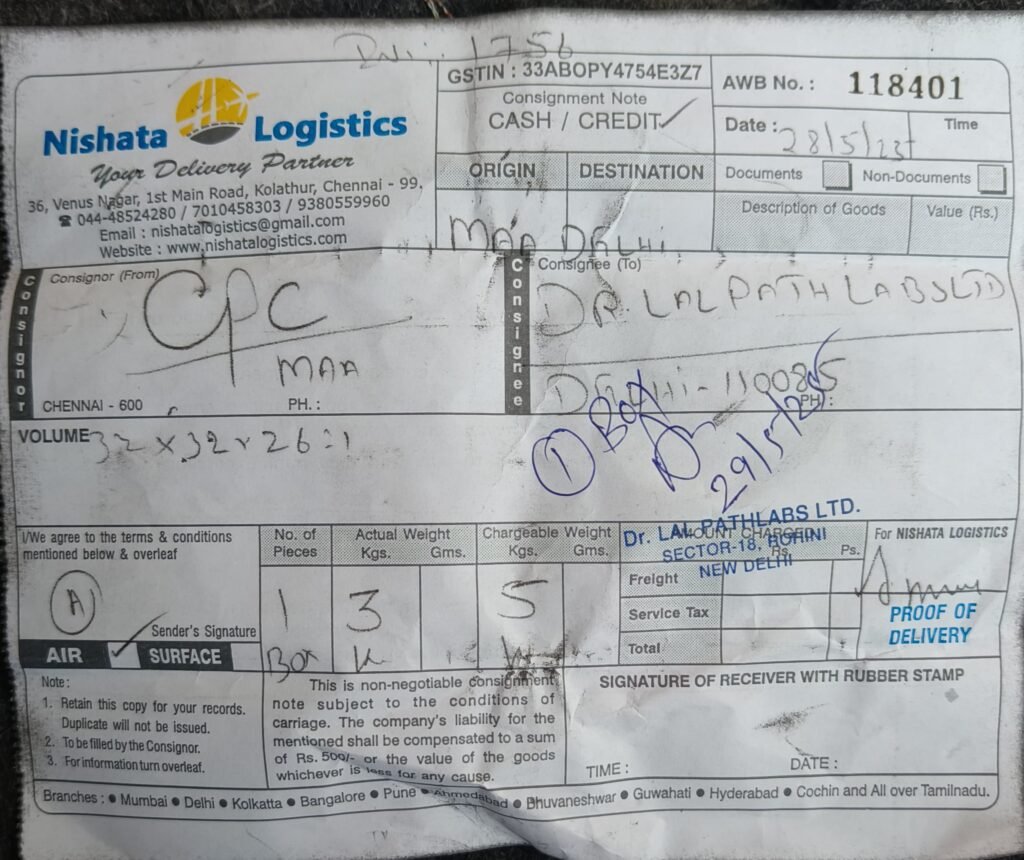 1756
Nishata Logistics
Your Delivery Partner
36, Venus Nagar, 1st Main Road, Kolathur, Chennai - 99.
☎ 044-48524280 / 7010458303 / 9380559960
Email : nishatalogistics@gmail.com
Website : www.nishatalogistics.com
GSTIN : 33ABOPY4754E3Z7
Consignment Note
CASH / CREDIT ✓
ORIGIN DESTINATION
MAA DELHI
AWB No. : 118401
Date : 28/5/25 Time
Documents Non-Documents
Description of Goods Value (Rs.)
Consignor
Consignor (From)
CPC
MAA
CHENNAI - 600 PH. :
Consignee
Consignee (To)
DR. LAL PATH LABS LTD
DELHI - 110085
PH :
VOLUME 32 x 32 x 26 = 1
1 Box
29/5/25
I/We agree to the terms & conditions
mentioned below & overleaf
A
Sender's Signature
AIR ✓ SURFACE
No. of Pieces
Actual Weight
Kgs. Gms.
Chargeable Weight
Kgs. Gms.
1 3 5
Box K
Dr. LAL PATHLABS LTD.
SECTOR-18, ROHINI
NEW DELHI
AMOUNT CHARGED
Rs. Ps.
Freight
Service Tax
Total
For NISHATA LOGISTICS
PROOF OF
DELIVERY
Note :
1. Retain this copy for your records.
Duplicate will not be issued.
2. To be filled by the Consignor.
3. For information turn overleaf.
This is non-negotiable consignment
note subject to the conditions of
carriage. The company's liability for the
mentioned shall be compensated to a sum
of Rs. 500/- or the value of the goods
whichever is less for any cause.
SIGNATURE OF RECEIVER WITH RUBBER STAMP
TIME : DATE :
Branches : ● Mumbai ● Delhi ● Kolkatta ● Bangalore ● Pune ● Ahmedabad ● Bhuvaneshwar ● Guwahati ● Hyderabad ● Cochin and All over Tamilnadu.